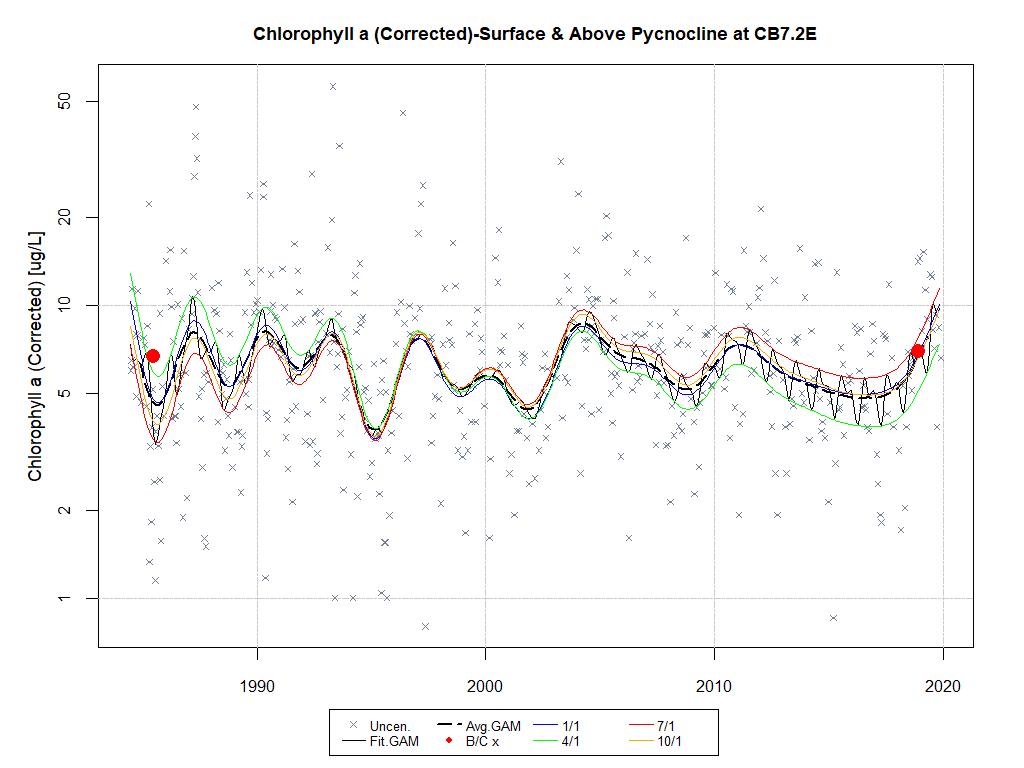 Chlorophyll a (Corrected)-Surface & Above Pycnocline at CB7.2E
Chlorophyll a (Corrected) [ug/L]
50
20
10
5
2
1
1990 2000 2010 2020
Uncen. Avg.GAM 1/1 7/1
Fit.GAM B/C x 4/1 10/1